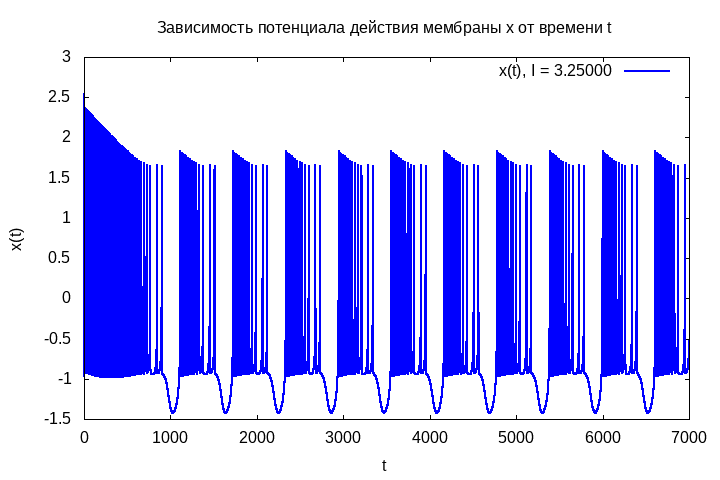 Зависимость потенциала действия мембраны x от времени t
x(t), I = 3.25000
3
2.5
2
1.5
1
0.5
0
-0.5
-1
-1.5
x(t)
0 1000 2000 3000 4000 5000 6000 7000
t